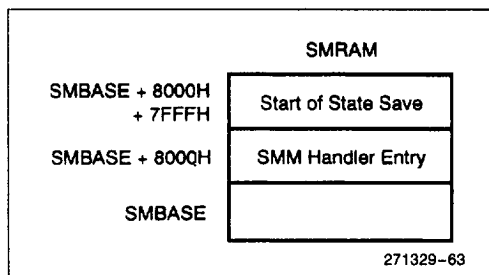 SMRAM
SMBASE + 8000H
+ 7FFFH
Start of State Save
SMBASE + 8000H
SMM Handler Entry
SMBASE
271329-63